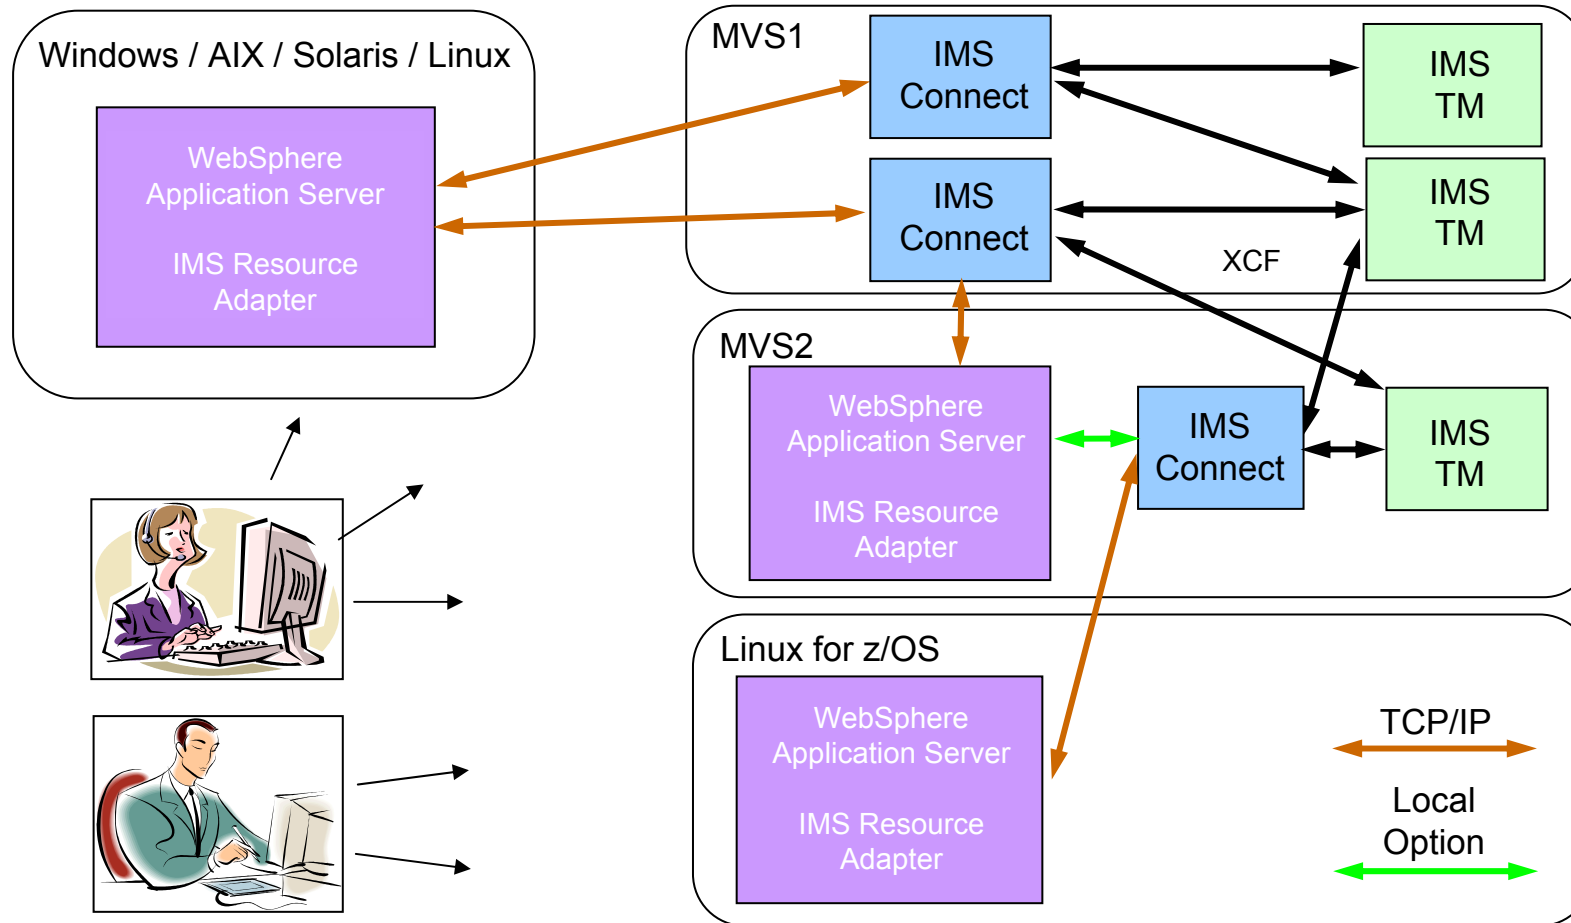 Windows / AIX / Solaris / Linux
WebSphere
Application Server
IMS Resource
Adapter
MVS1
IMS
Connect
IMS
TM
IMS
Connect
IMS
TM
XCF
MVS2
WebSphere
Application Server
IMS Resource
Adapter
IMS
Connect
IMS
TM
Linux for z/OS
WebSphere
Application Server
IMS Resource
Adapter
TCP/IP
Local
Option